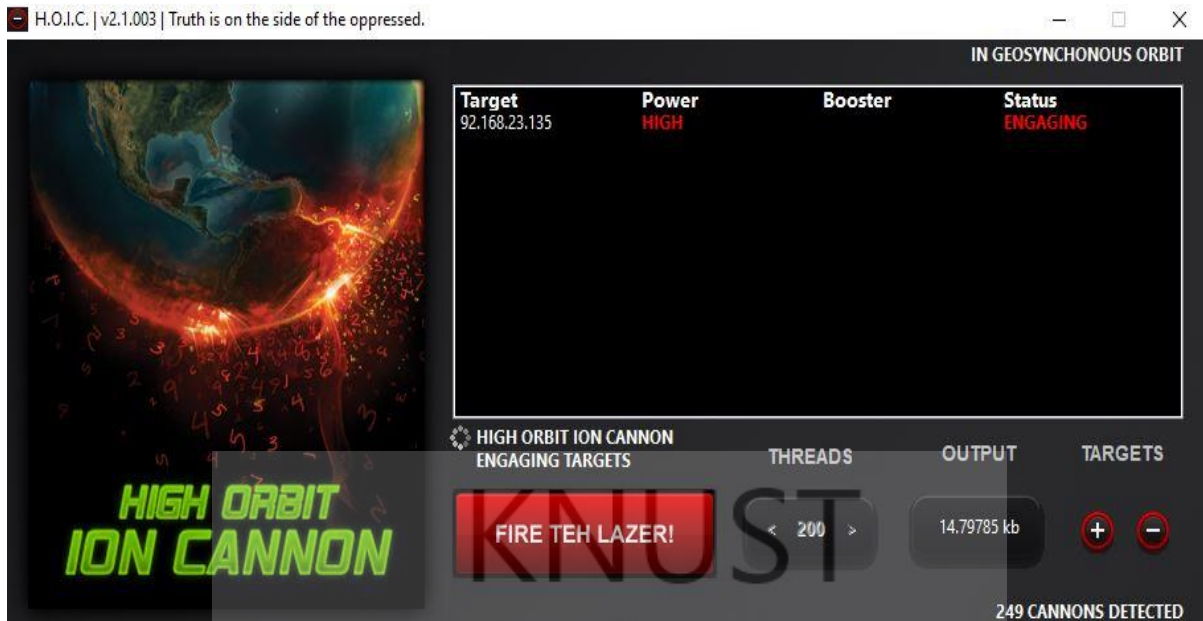 H.O.I.C. | v2.1.003 | Truth is on the side of the oppressed.
IN GEOSYNCHONOUS ORBIT
Target Power Booster Status
92.168.23.135 HIGH ENGAGING
HIGH ORBIT ION CANNON
ENGAGING TARGETS
THREADS OUTPUT TARGETS
FIRE TEH LAZER! < 200 > 14.79785 kb + -
HIGH ORBIT
ION CANNON
KNUST
249 CANNONS DETECTED